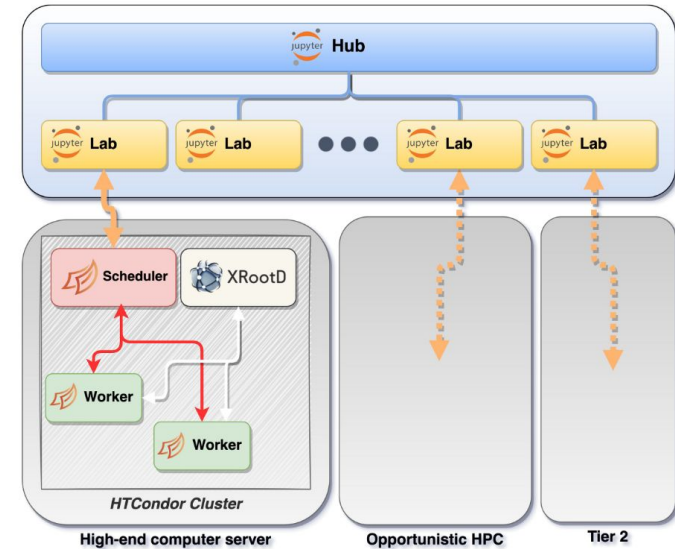 jupyter Hub
jupyter Lab
jupyter Lab
jupyter Lab
jupyter Lab
Scheduler
XRootD
Worker
Worker
HTCondor Cluster
High-end computer server
Opportunistic HPC
Tier 2